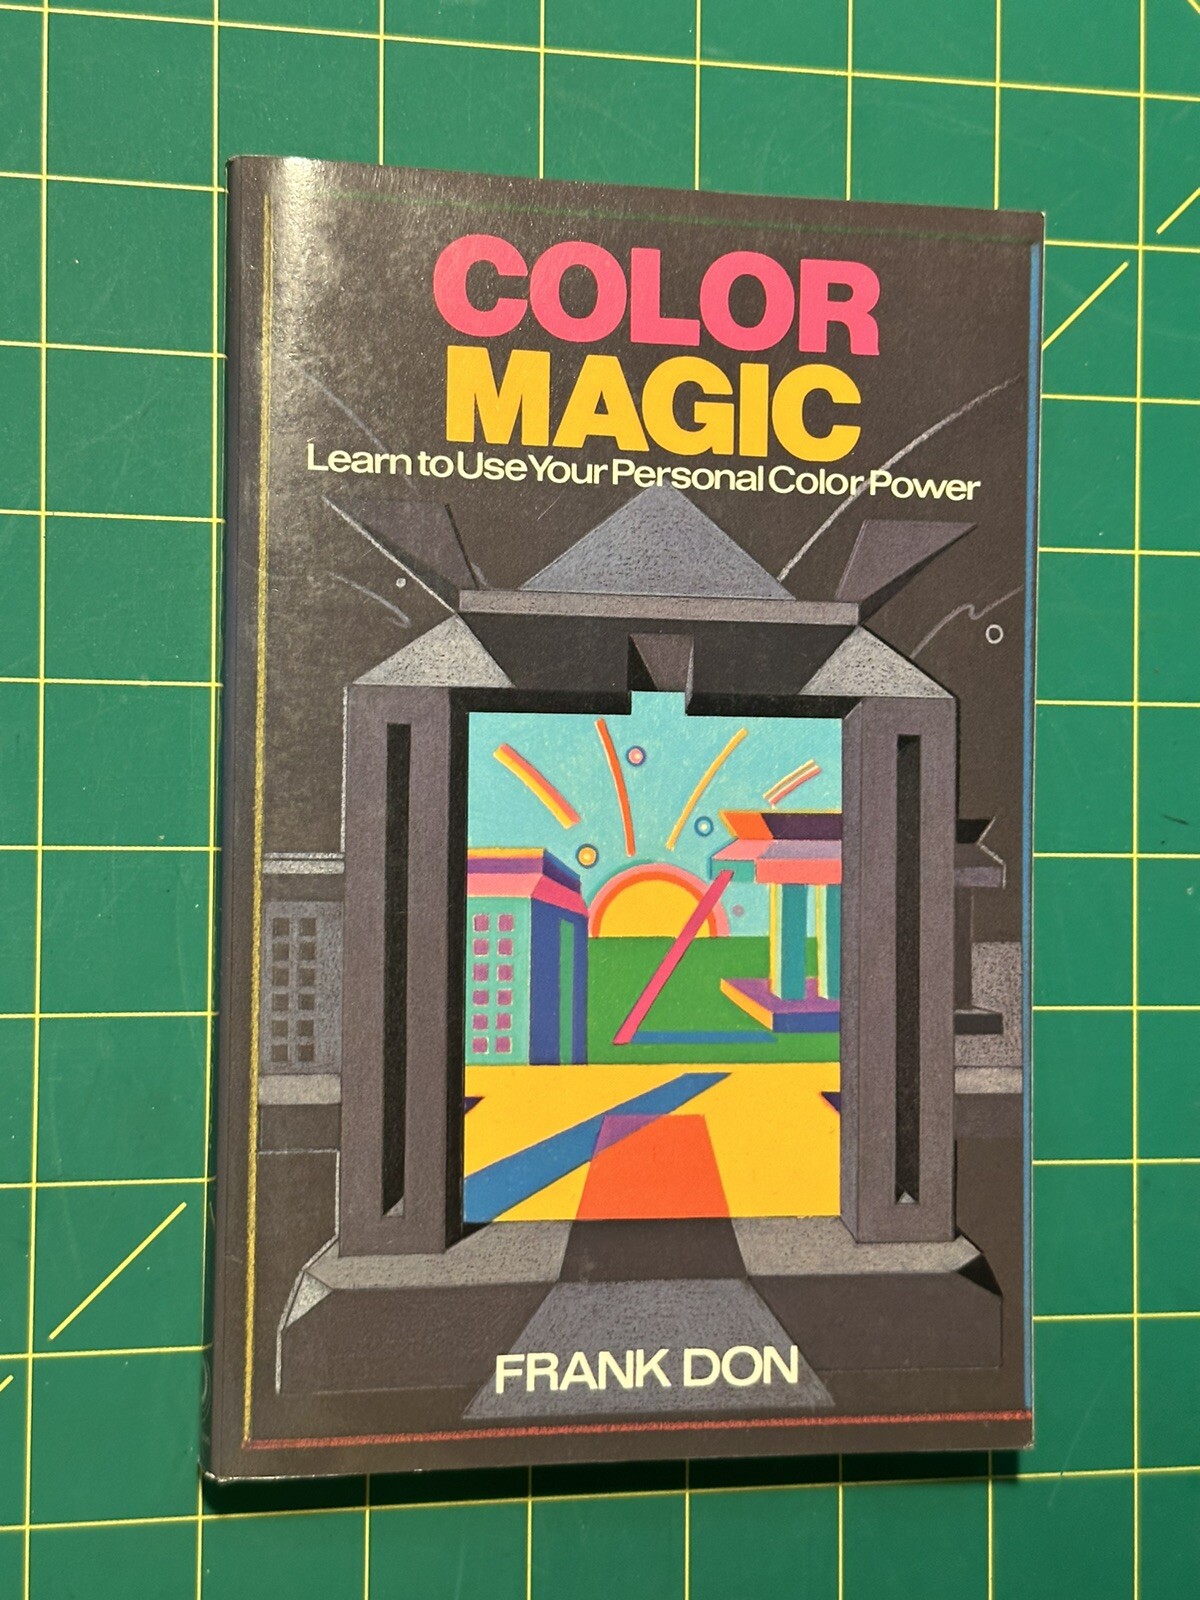 COLOR
MAGIC
Learn to Use Your Personal Color Power
FRANK DON